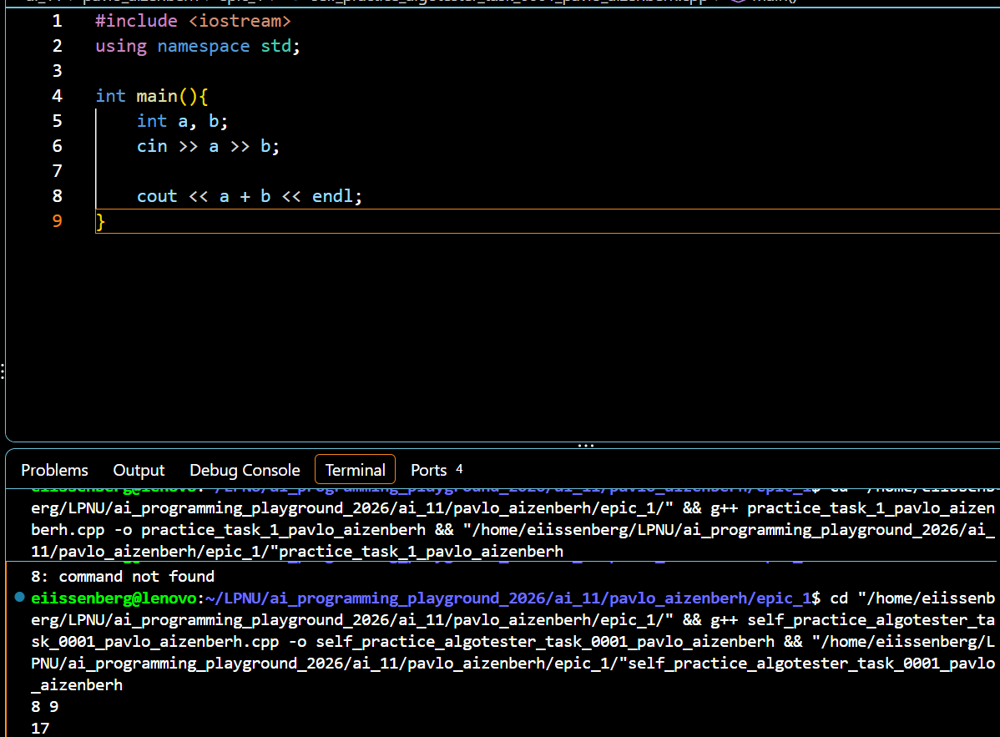 1 #include <iostream>
2 using namespace std;
3
4 int main(){
5 int a, b;
6 cin >> a >> b;
7
8 cout << a + b << endl;
9 }
Problems Output Debug Console Terminal Ports 4
eiissenberg@lenovo:~/LPNU/ai_programming_playground_2026/ai_11/pavlo_aizenberh/epic_1$ cd "/home/eiissenb
erg/LPNU/ai_programming_playground_2026/ai_11/pavlo_aizenberh/epic_1/" && g++ practice_task_1_pavlo_aizen
berh.cpp -o practice_task_1_pavlo_aizenberh && "/home/eiissenberg/LPNU/ai_programming_playground_2026/ai_
11/pavlo_aizenberh/epic_1/"practice_task_1_pavlo_aizenberh
8: command not found
eiissenberg@lenovo:~/LPNU/ai_programming_playground_2026/ai_11/pavlo_aizenberh/epic_1$ cd "/home/eiissenb
erg/LPNU/ai_programming_playground_2026/ai_11/pavlo_aizenberh/epic_1/" && g++ self_practice_algotester_ta
sk_0001_pavlo_aizenberh.cpp -o self_practice_algotester_task_0001_pavlo_aizenberh && "/home/eiissenberg/L
PNU/ai_programming_playground_2026/ai_11/pavlo_aizenberh/epic_1/"self_practice_algotester_task_0001_pavlo
_aizenberh
8 9
17